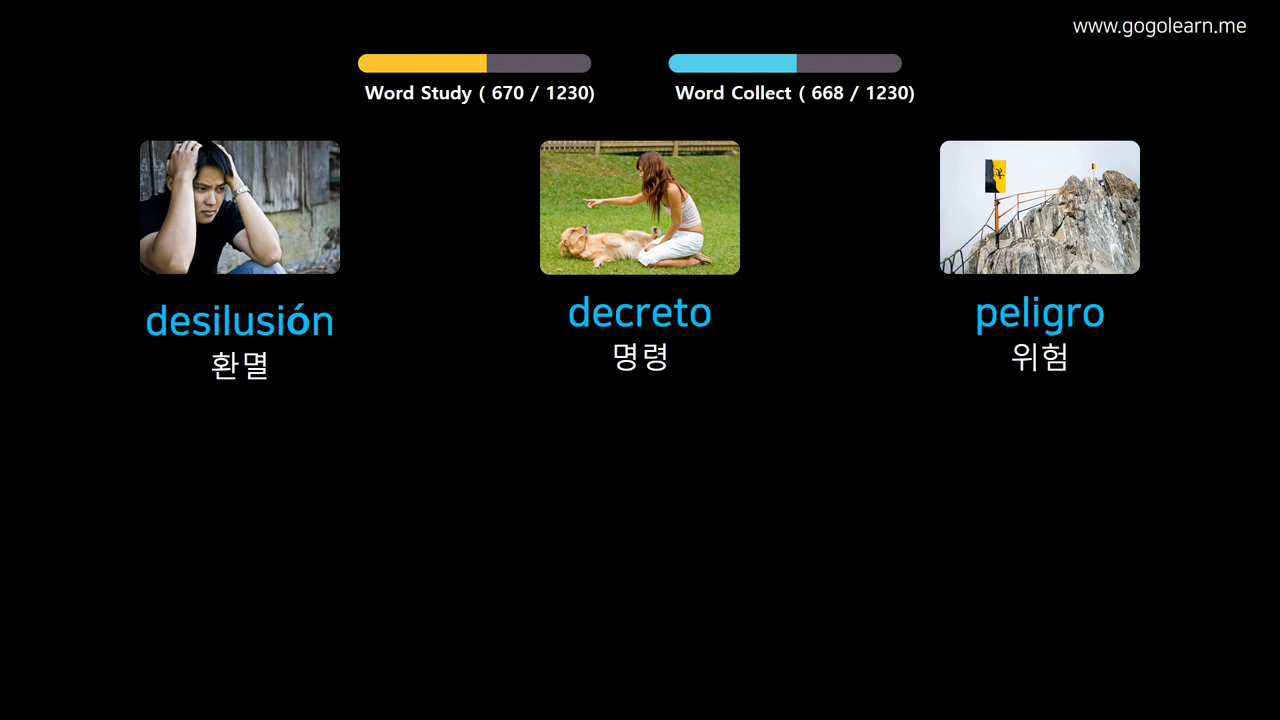 www.gogolearn.me
Word Study ( 670 / 1230)
Word Collect ( 668 / 1230)
desilusión
환멸
decreto
명령
peligro
위험